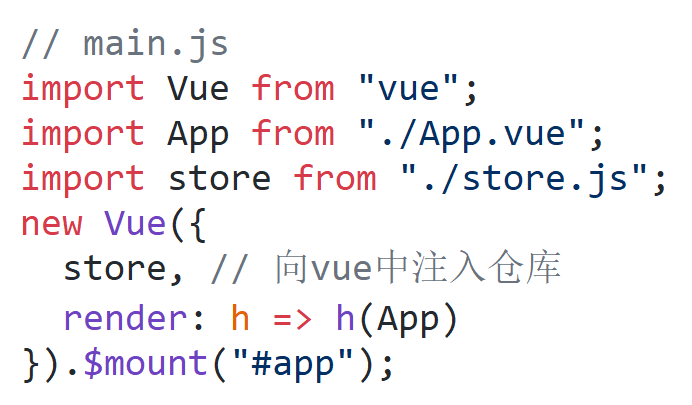 // main.js
import Vue from "vue";
import App from "./App.vue";
import store from "./store.js";
new Vue({
  store, // 向vue中注入仓库
  render: h => h(App)
}).$mount("#app");